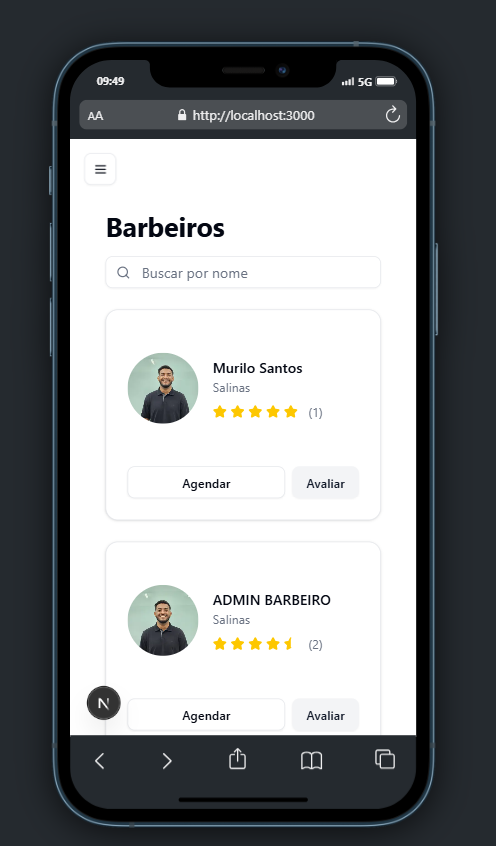 09:49
5G
AA
http://localhost:3000
Barbeiros
Buscar por nome
Murilo Santos
Salinas
(1)
Agendar
Avaliar
ADMIN BARBEIRO
Salinas
(2)
N
Agendar
Avaliar